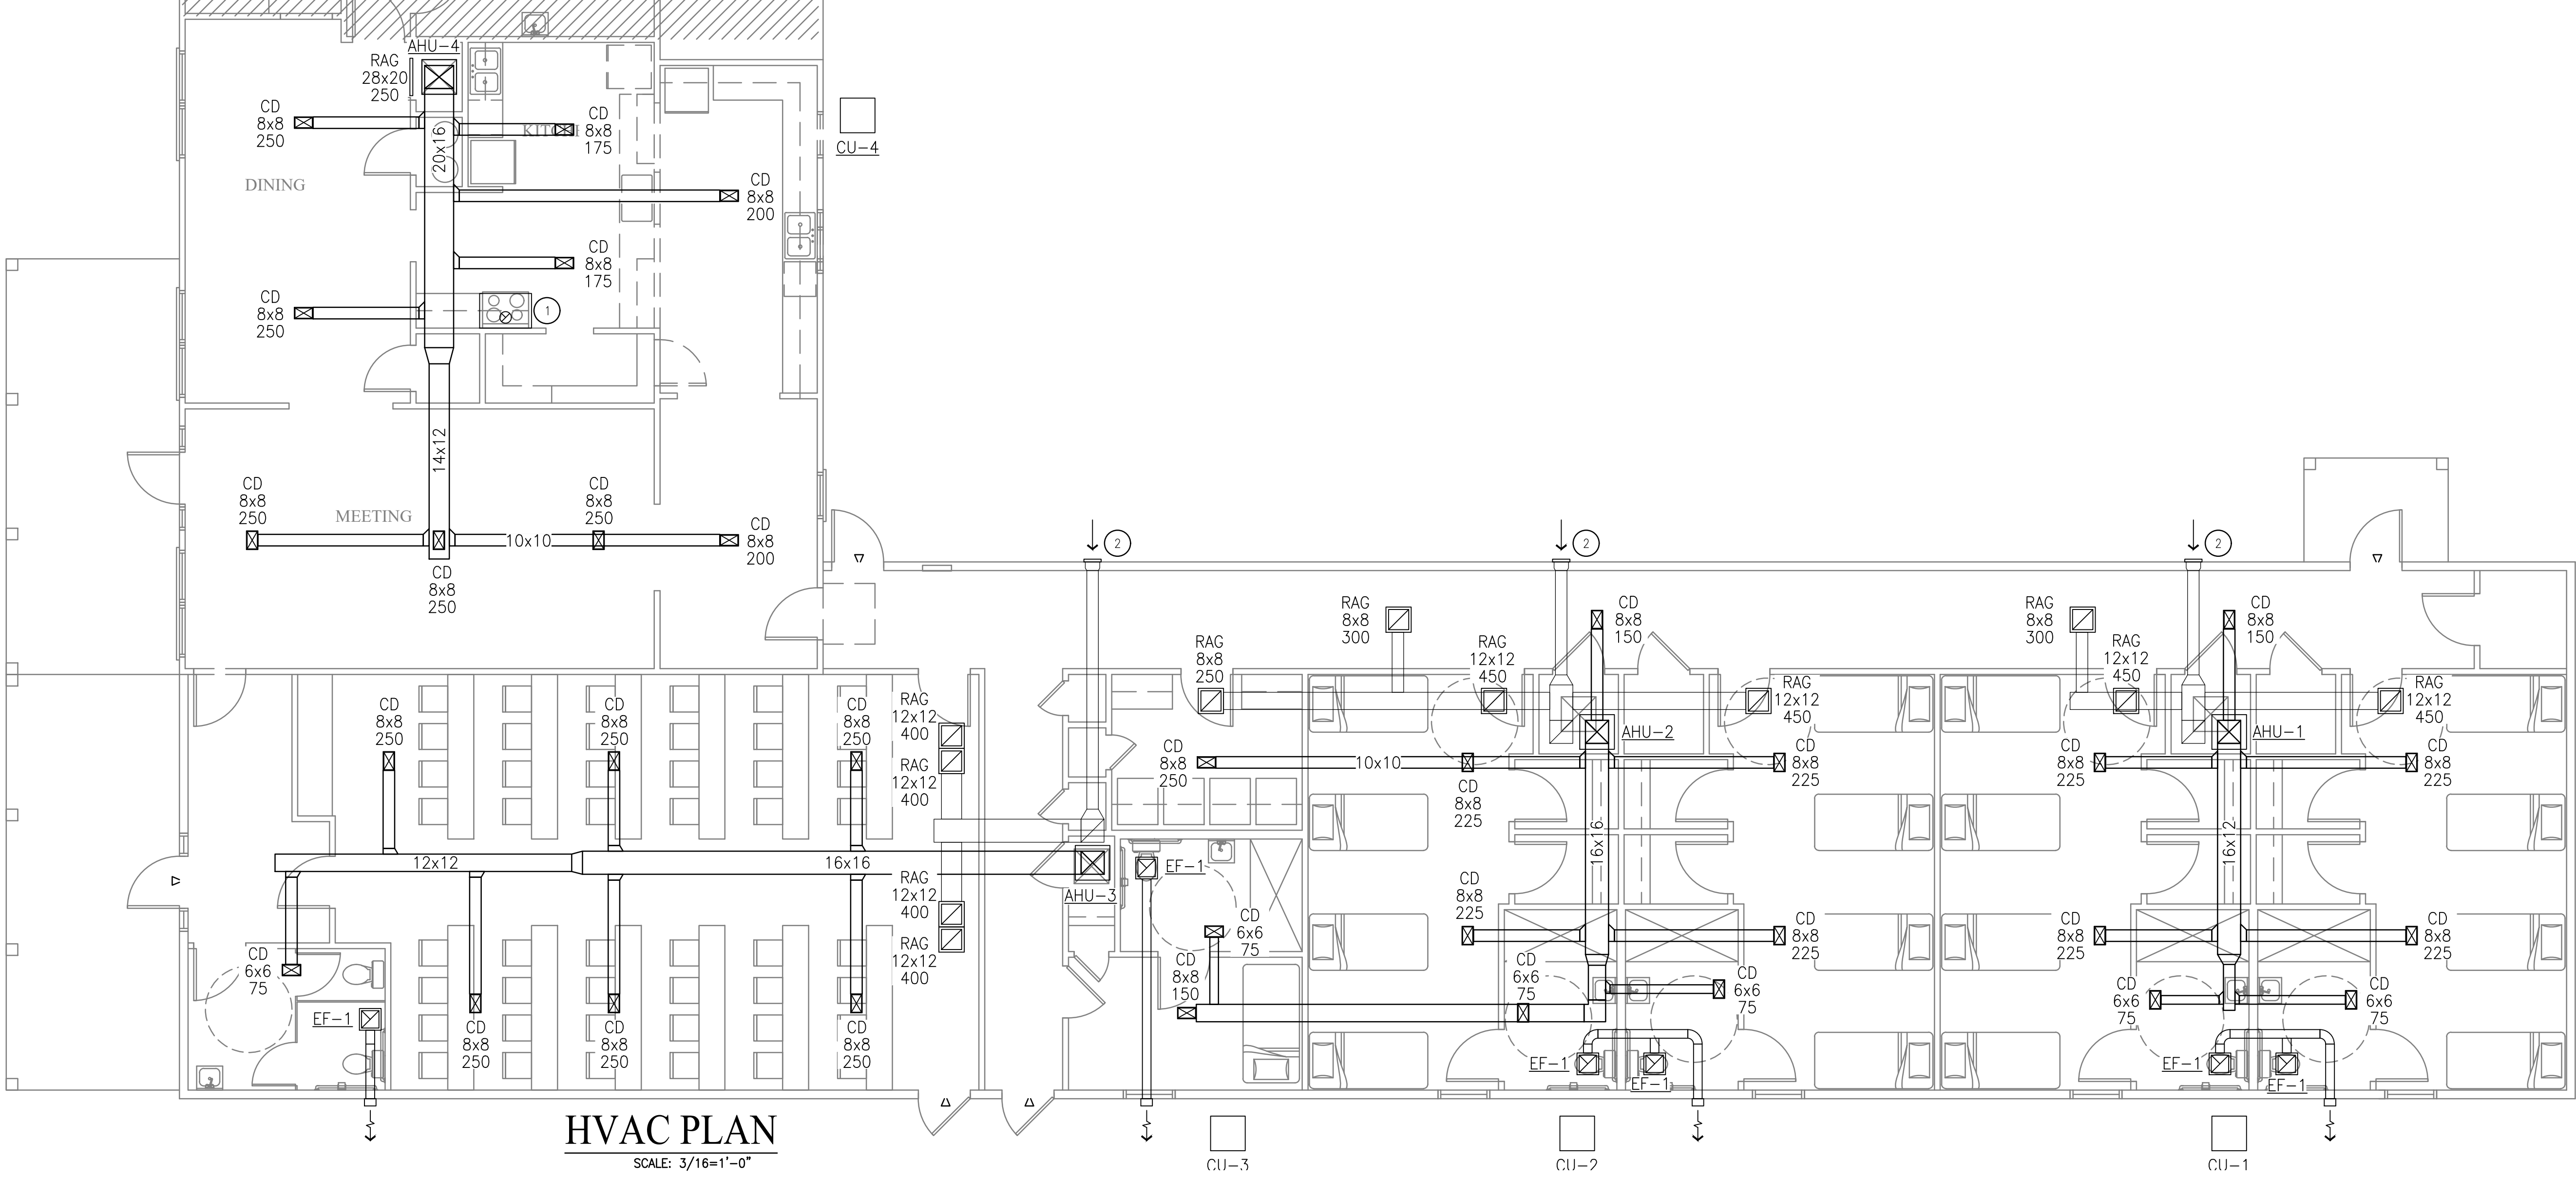 AHU-4
RAG
28x20
250
CD
8x8
250
20x16
KITCH
CD
8x8
175
CU-4
DINING
CD
8x8
200
CD
8x8
175
CD
8x8
250
1
14x12
CD
8x8
250
MEETING
CD
8x8
250
10x10
CD
8x8
200
CD
8x8
250
2
2
2
RAG
8x8
300
CD
8x8
150
RAG
8x8
300
CD
8x8
150
RAG
8x8
250
RAG
12x12
450
RAG
12x12
450
RAG
12x12
450
RAG
12x12
450
CD
8x8
250
CD
8x8
250
CD
8x8
250
RAG
12x12
400
RAG
12x12
400
AHU-2
AHU-1
CD
8x8
250
10x10
CD
8x8
225
CD
8x8
225
CD
8x8
225
CD
8x8
225
12x12
16x16
16x16
16x12
AHU-3
EF-1
RAG
12x12
400
RAG
12x12
400
CD
6x6
75
CD
8x8
225
CD
8x8
225
CD
8x8
225
CD
8x8
225
CD
6x6
75
CD
8x8
150
CD
6x6
75
CD
6x6
75
CD
6x6
75
CD
6x6
75
EF-1
CD
8x8
250
CD
8x8
250
CD
8x8
250
EF-1
EF-1
EF-1
EF-1
HVAC PLAN
SCALE: 3/16=1'-0"
CU-3
CU-2
CU-1